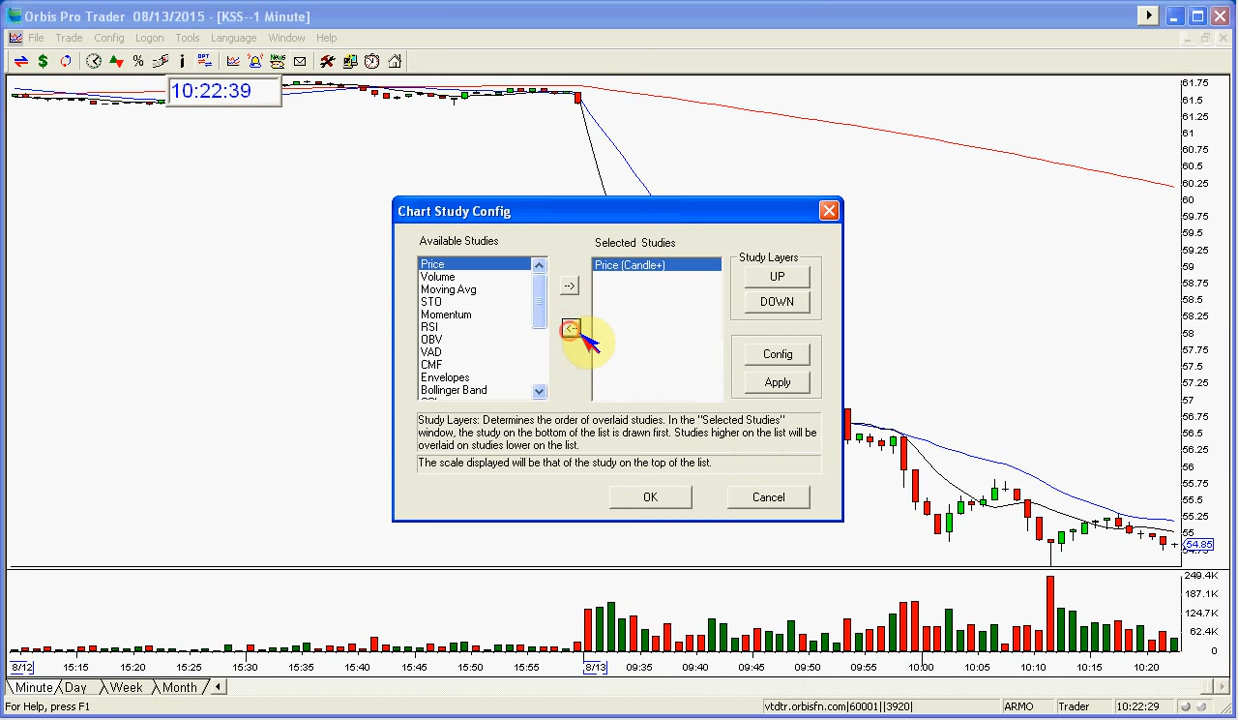 Orbis Pro Trader 08/13/2015 - [KSS--1 Minute]
File Trade Config Logon Tools Language Window Help
10:22:39
61.75
61.5
61
60.75
60.5
61.25
60.25
60
59.75
59.5
59.25
59
58.75
58.5
58.25
58
57.75
57.5
57.25
57
56.75
56.5
56.25
56
55.75
55.5
55.25
55
54.85
Chart Study Config
Available Studies
Selected Studies
Price
Volume
Moving Avg
STO
Momentum
RSI
OBV
VAD
CMF
Envelopes
Bollinger Band
-->
<--
Price (Candle+)
Study Layers
UP
DOWN
Config
Apply
Study Layers: Determines the order of overlaid studies. In the "Selected Studies"
window, the study on the bottom of the list is drawn first. Studies higher on the list will be
overlaid on studies lower on the list.
The scale displayed will be that of the study on the top of the list.
OK
Cancel
249.4K
187.1K
124.7K
62.4K
0
8/12 15:15 15:20 15:25 15:30 15:35 15:40 15:45 15:50 15:55 8/13 09:35 09:40 09:45 09:50 09:55 10:00 10:05 10:10 10:15 10:20
Minute Day Week Month
For Help, press F1
vtdtr.orbisfn.com|60001||3920|
ARMO
Trader
10:22:29